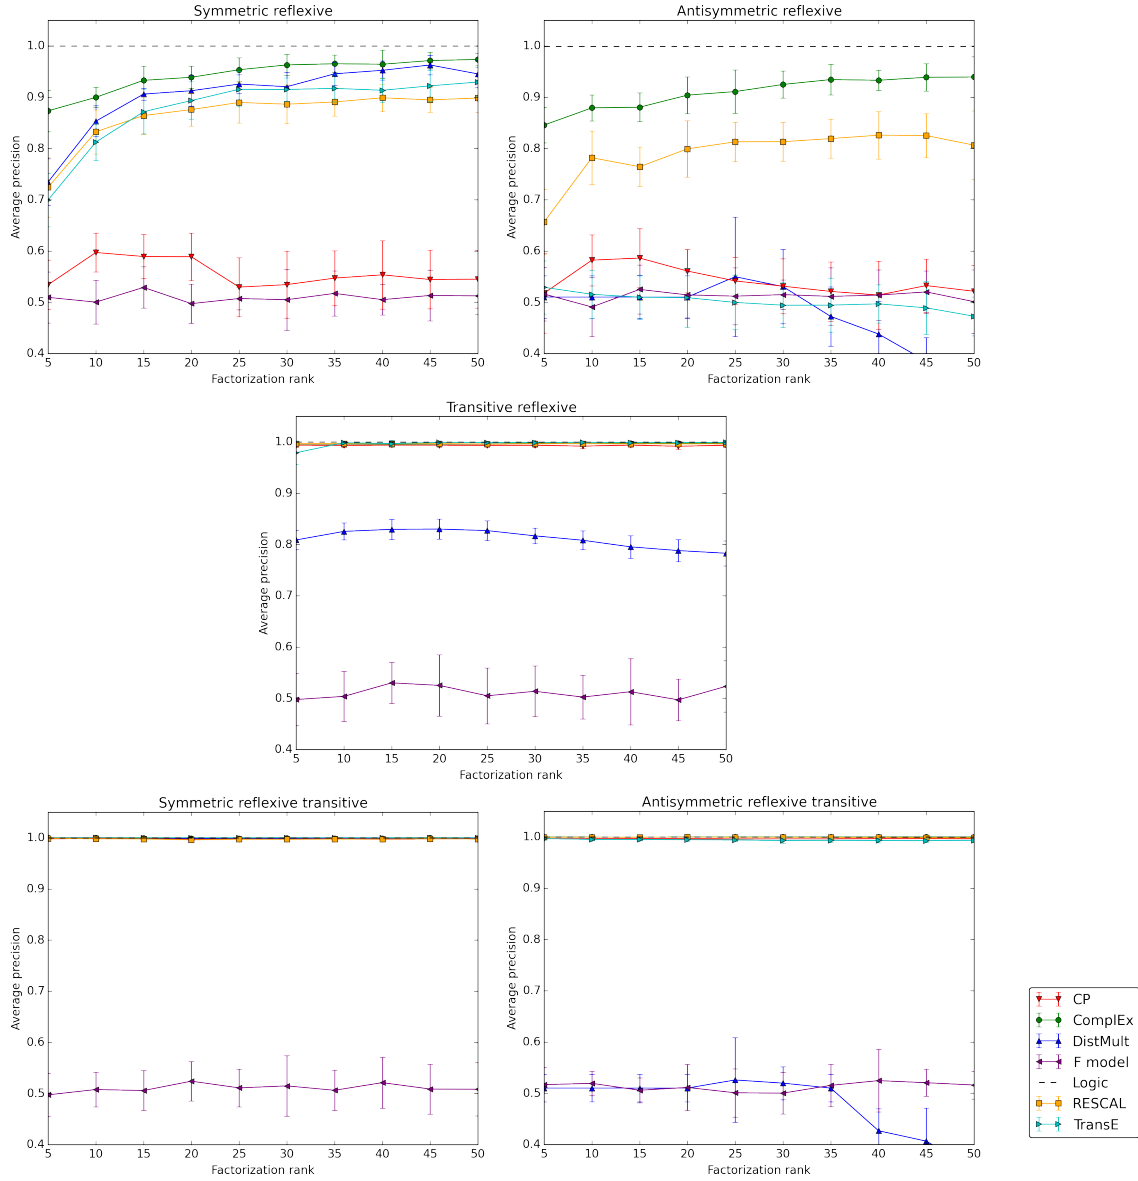 Symmetric reflexive
Average precision
1.0
0.9
0.8
0.7
0.6
0.5
0.4
5 10 15 20 25 30 35 40 45 50
Factorization rank
Antisymmetric reflexive
Average precision
1.0
0.9
0.8
0.7
0.6
0.5
0.4
5 10 15 20 25 30 35 40 45 50
Factorization rank
Transitive reflexive
Average precision
1.0
0.9
0.8
0.7
0.6
0.5
0.4
5 10 15 20 25 30 35 40 45 50
Factorization rank
Symmetric reflexive transitive
Average precision
1.0
0.9
0.8
0.7
0.6
0.5
0.4
5 10 15 20 25 30 35 40 45 50
Factorization rank
Antisymmetric reflexive transitive
Average precision
1.0
0.9
0.8
0.7
0.6
0.5
0.4
5 10 15 20 25 30 35 40 45 50
Factorization rank
CP
ComplEx
DistMult
F model
Logic
RESCAL
TransE